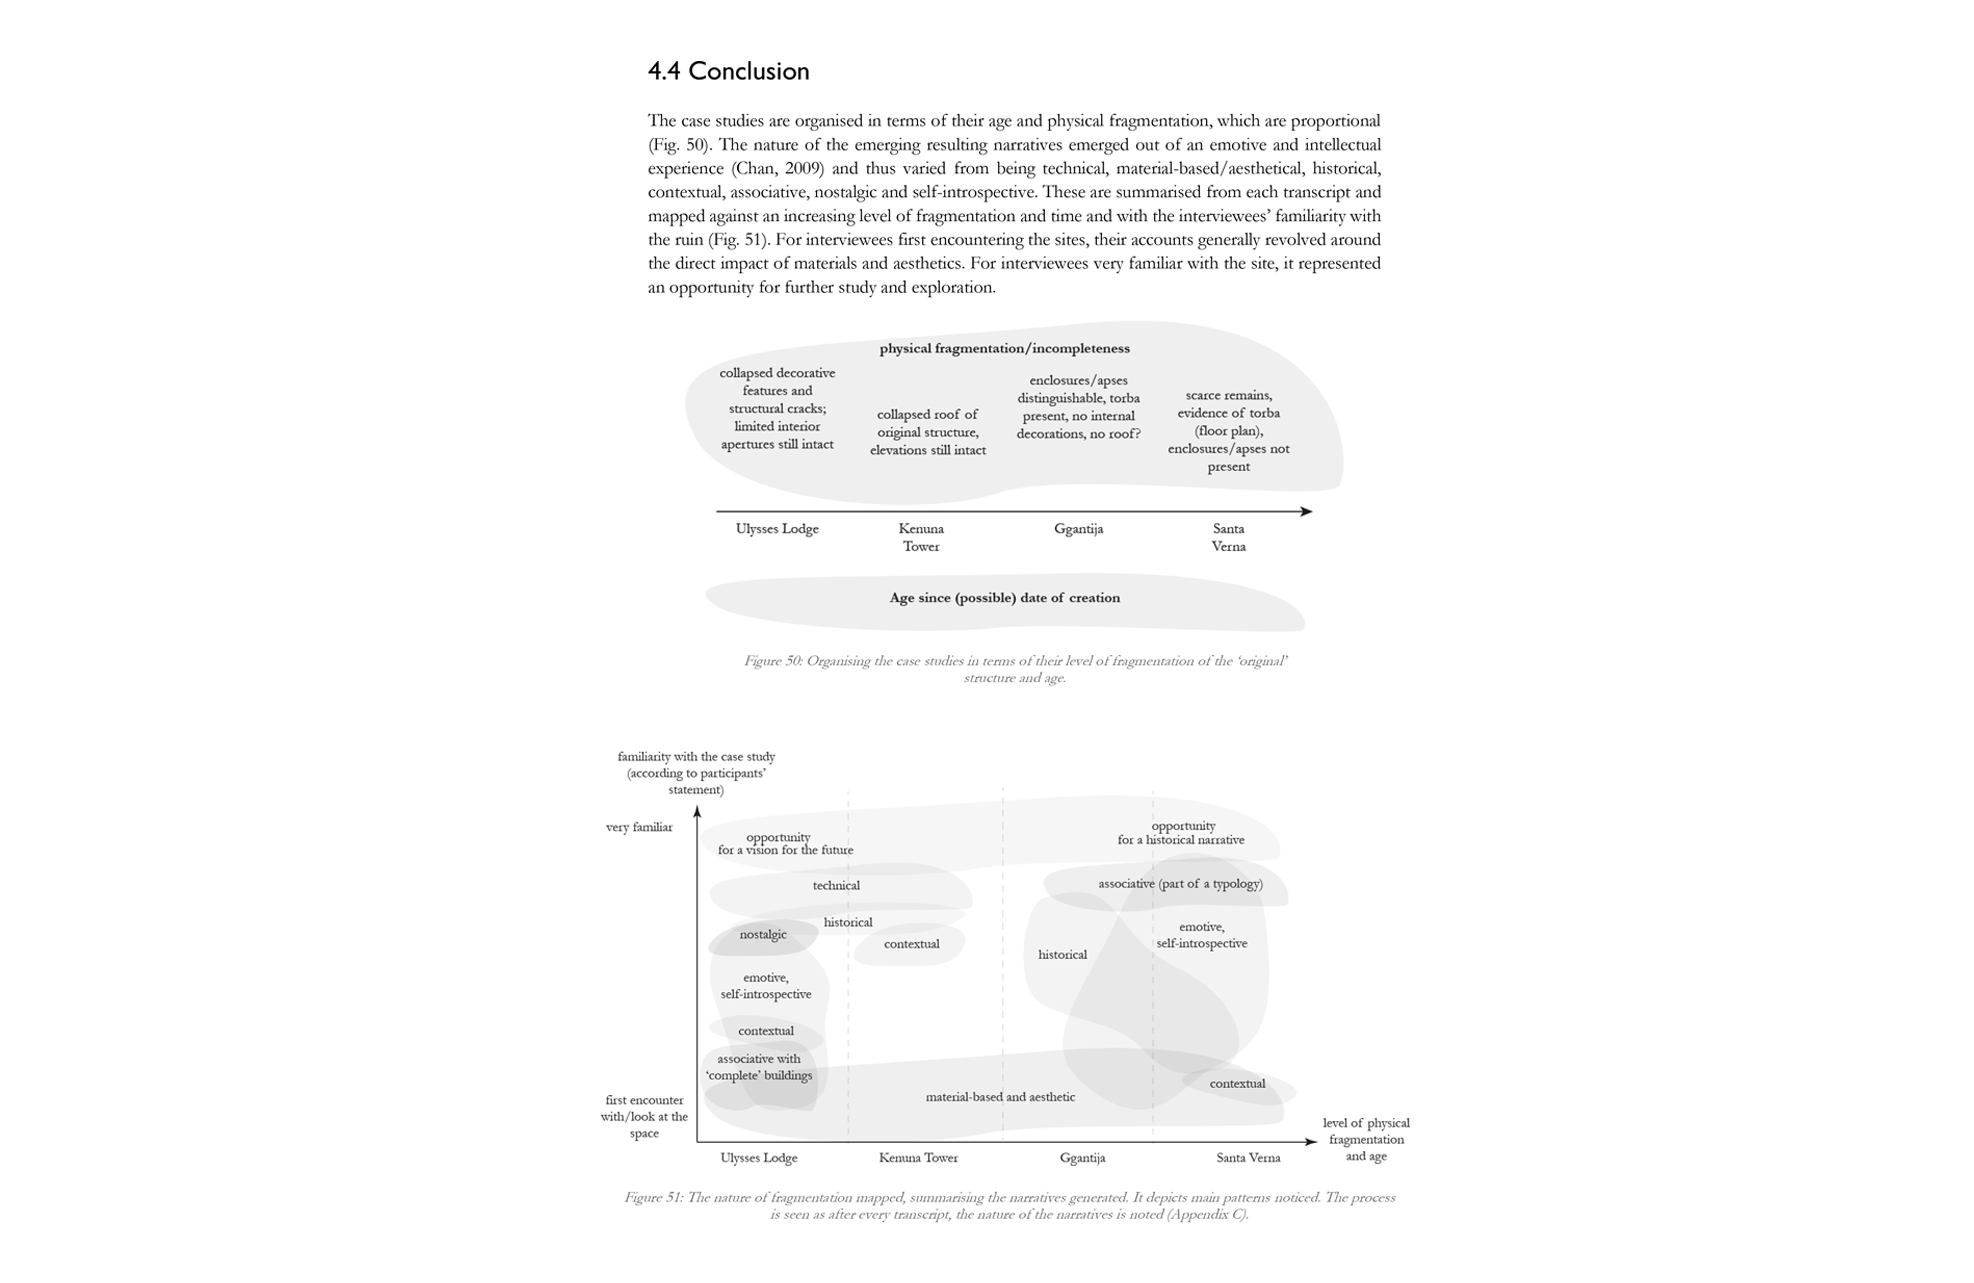 4.4 Conclusion
The case studies are organised in terms of their age and physical fragmentation, which are proportional
(Fig. 50). The nature of the emerging resulting narratives emerged out of an emotive and intellectual
experience (Chan, 2009) and thus varied from being technical, material-based/aesthetical, historical,
contextual, associative, nostalgic and self-introspective. These are summarised from each transcript and
mapped against an increasing level of fragmentation and time and with the interviewees’ familiarity with
the ruin (Fig. 51). For interviewees first encountering the sites, their accounts generally revolved around
the direct impact of materials and aesthetics. For interviewees very familiar with the site, it represented
an opportunity for further study and exploration.
physical fragmentation/incompleteness
collapsed decorative
features and
structural cracks;
limited interior
apertures still intact
collapsed roof of
original structure,
elevations still intact
enclosures/apses
distinguishable, torba
present, no internal
decorations, no roof?
scarce remains,
evidence of torba
(floor plan),
enclosures/apses not
present
Ulysses Lodge
Kenuna
Tower
Ggantija
Santa
Verna
Age since (possible) date of creation
Figure 50: Organising the case studies in terms of their level of fragmentation of the ‘original’
structure and age.
familiarity with the case study
(according to participants’
statement)
very familiar
opportunity
for a vision for the future
opportunity
for a historical narrative
technical
associative (part of a typology)
historical
nostalgic
contextual
emotive,
self-introspective
historical
emotive,
self-introspective
contextual
associative with
‘complete’ buildings
contextual
material-based and aesthetic
first encounter
with/look at the
space
level of physical
fragmentation
and age
Ulysses Lodge
Kenuna Tower
Ggantija
Santa Verna
Figure 51: The nature of fragmentation mapped, summarising the narratives generated. It depicts main patterns noticed. The process
is seen as after every transcript, the nature of the narratives is noted (Appendix C).